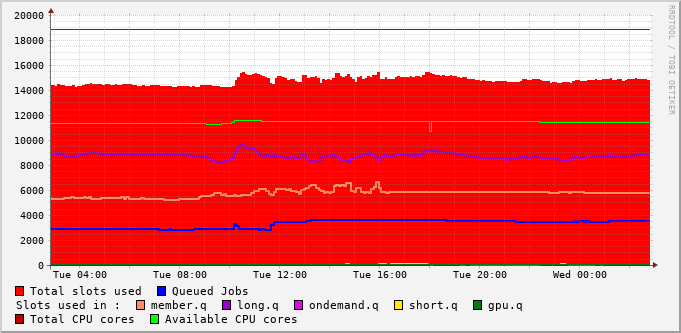 20000
18000
16000
14000
12000
10000
8000
6000
4000
2000
0
Tue 04:00 Tue 08:00 Tue 12:00 Tue 16:00 Tue 20:00 Wed 00:00
Total slots used Queued Jobs
Slots used in : member.q long.q ondemand.q short.q gpu.q
Total CPU cores Available CPU cores
RRDTOOL / TOBI OETIKER